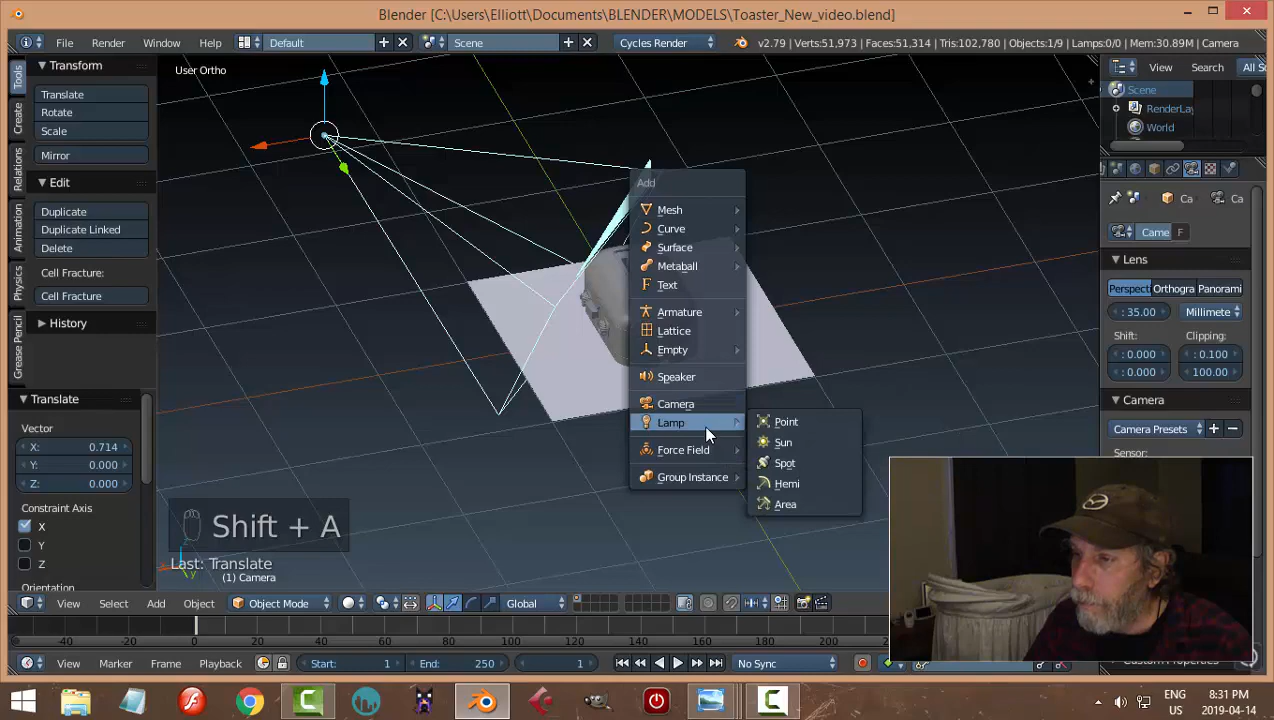 Blender [C:\Users\Elliott\Documents\BLENDER\MODELS\Toaster_New_video.blend]
File Render Window Help Default Scene Cycles Render v2.79 | Verts:51,973 | Faces:51,314 | Tris:102,780 | Objects:1/9 | Lamps:0/0 | Mem:30.89M | Camera
Tools
Create
Relations
Animation
Physics
Grease Pencil
Transform
Translate
Rotate
Scale
Mirror
Edit
Duplicate
Duplicate Linked
Delete
Cell Fracture:
Cell Fracture
History
Translate
Vector
X: 0.714
Y: 0.000
Z: 0.000
Constraint Axis
X
Y
Z
Orientation
User Ortho
Add
Mesh
Curve
Surface
Metaball
Text
Armature
Lattice
Empty
Speaker
Camera
Lamp
Force Field
Group Instance
Point
Sun
Spot
Hemi
Area
Shift + A
Last: Translate
(1) Camera
View Search All S
Scene
RenderLay
World
Ca Ca
Came F
Lens
Perspecti Orthogra Panorami
: 35.00 Millimete
Shift: Clipping:
: 0.000 : 0.100
: 0.000 100.00
Camera
Camera Presets
Sensor:
View Select Add Object Object Mode Global
-40 -20 0 20 40 60 80 100 120 140 160 180 200
View Marker Frame Playback Start: 1 End: 250 1 No Sync
ENG 8:31 PM
US 2019-04-14